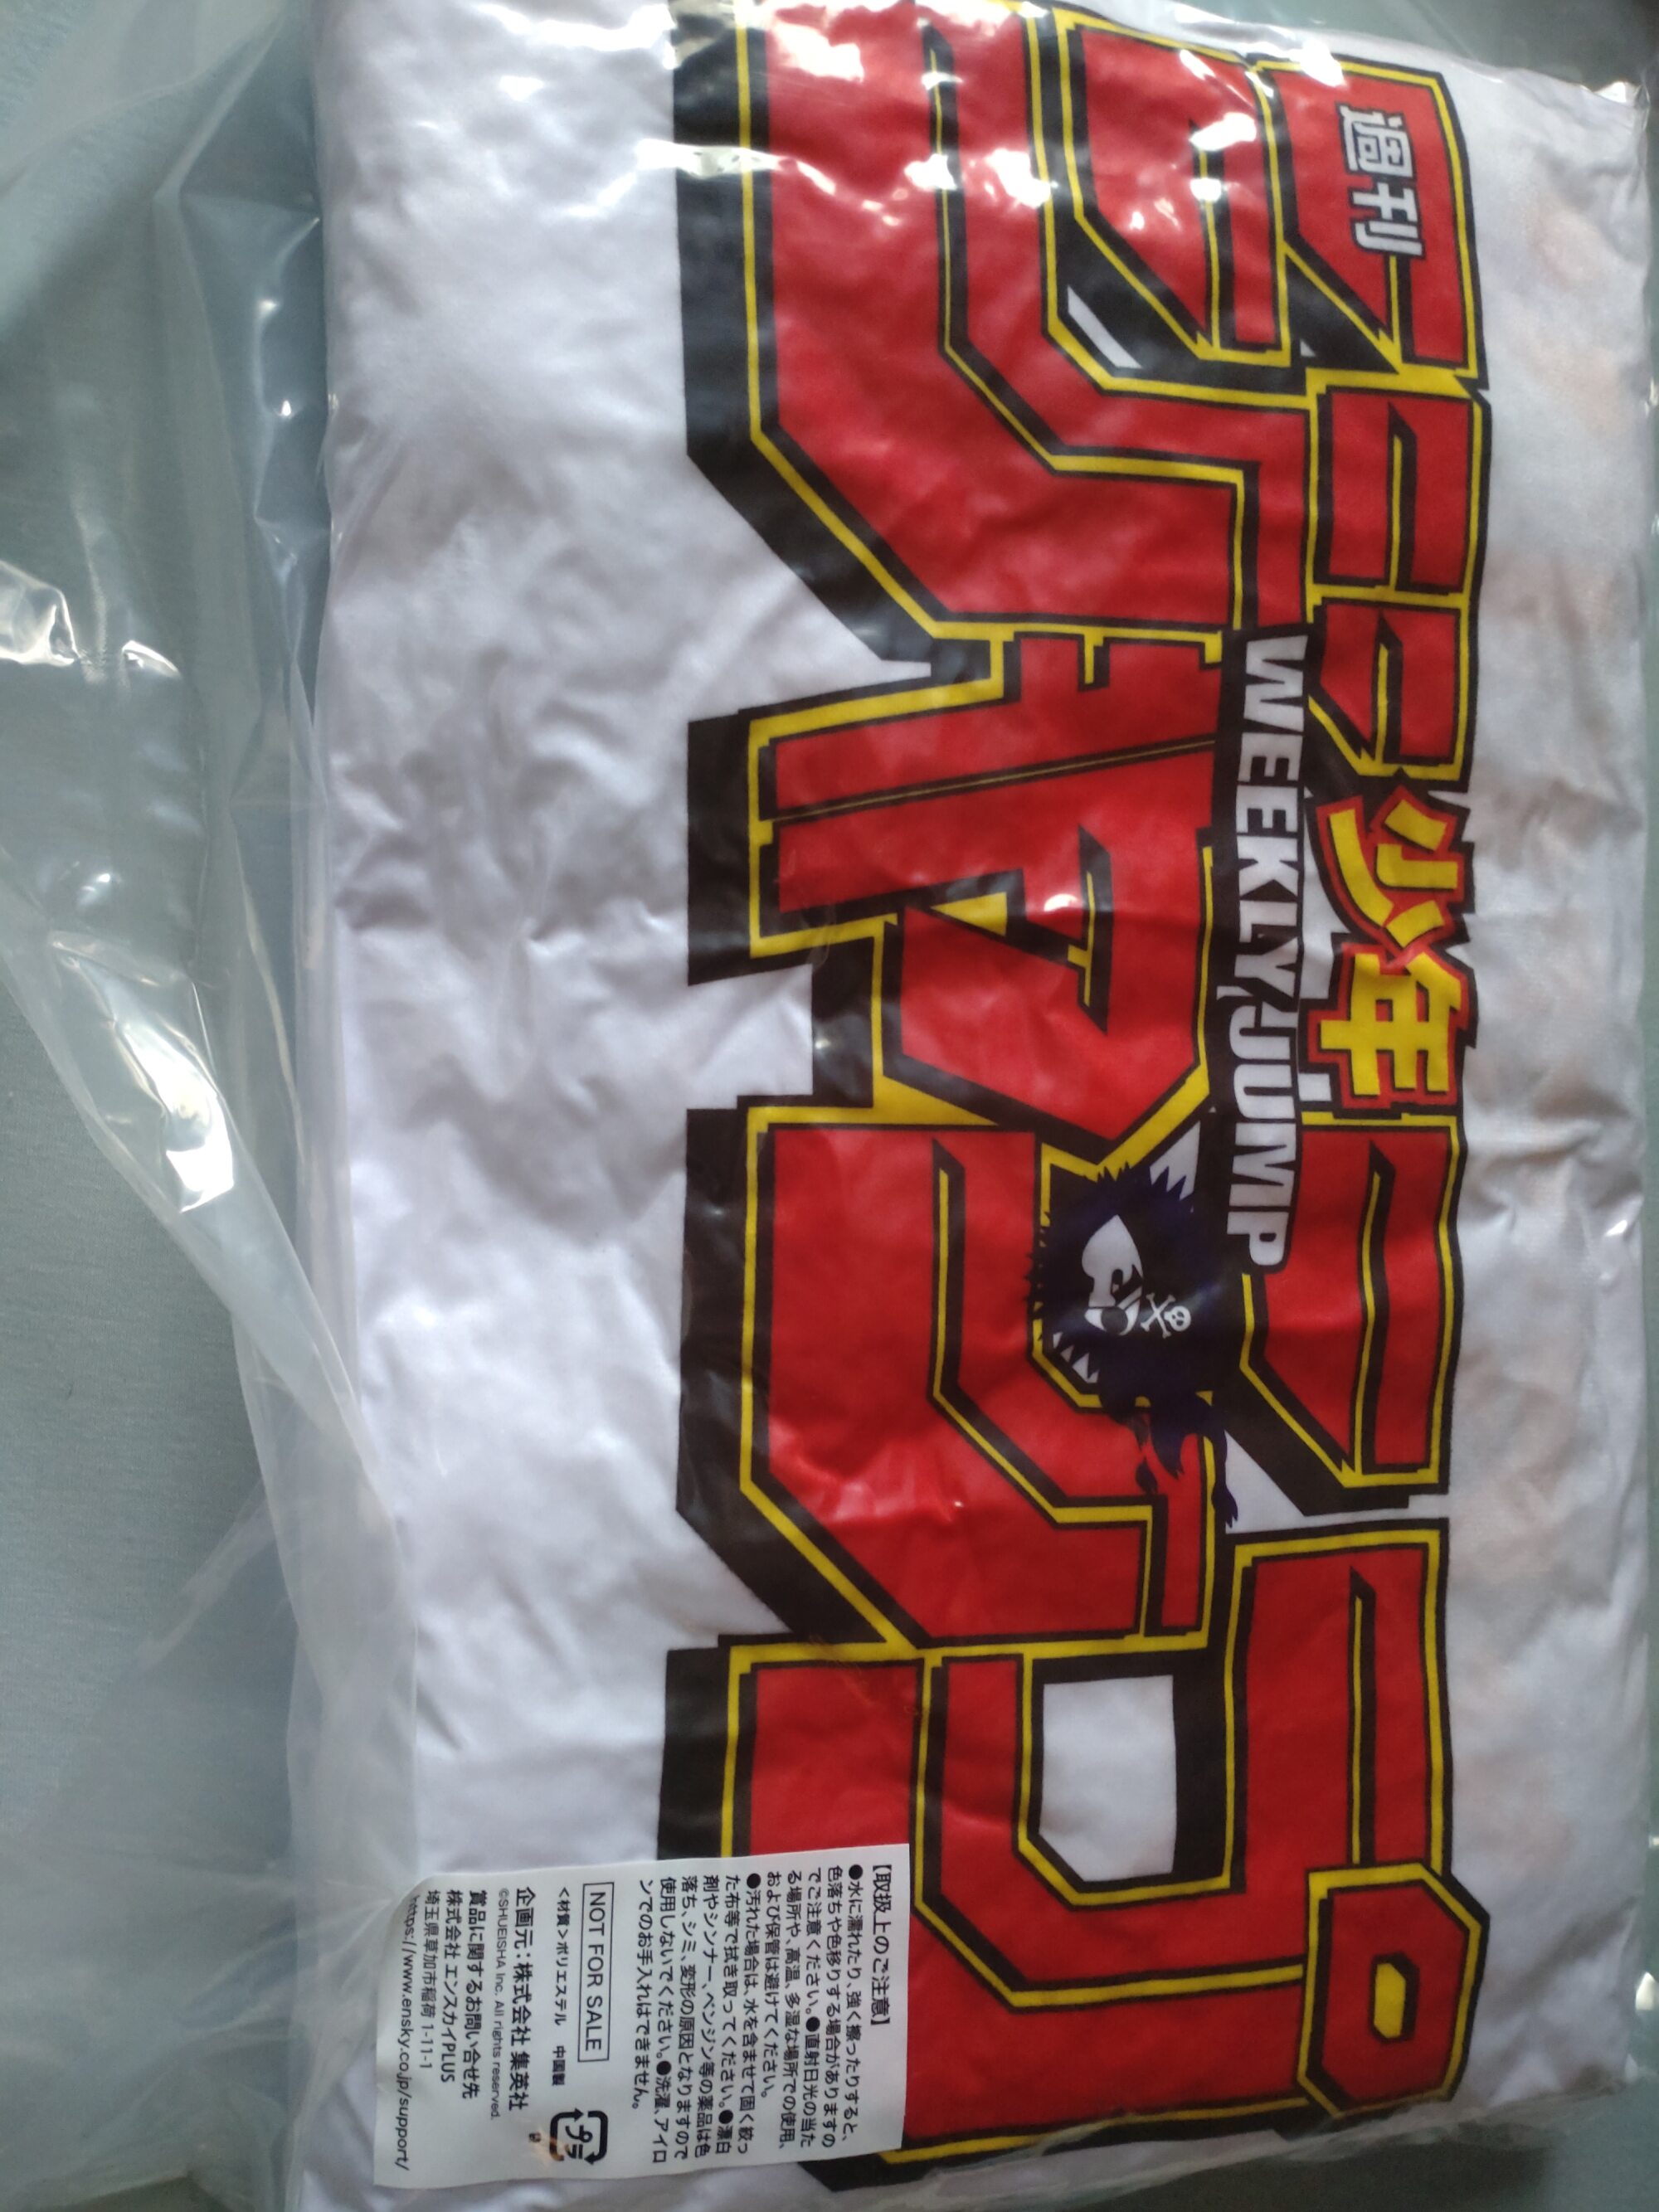 週刊
少年
ジャンプ
WEEKLY JUMP
【取扱上のご注意】
●水に濡れたり、強く擦ったりすると、
色落ちや色移りする場合がありますの
でご注意ください。●直射日光の当た
る場所や、高温、多湿な場所での使用、
および保管は避けてください。
●汚れた場合は、水を含ませて固く絞っ
た布等で拭き取ってください。●漂白
剤やシンナー、ベンジン等の薬品は色
落ち、シミ、変形の原因となりますので
使用しないでください。●洗濯、アイロ
ンでのお手入れはできません。
NOT FOR SALE
<材質>ポリエステル 中国製
プラ
企画元:株式会社 集英社
©SHUEISHA Inc. All rights reserved.
賞品に関するお問い合せ先
株式会社 エンスカイPLUS
埼玉県草加市稲荷 1-11-1
https://www.ensky.co.jp/support/